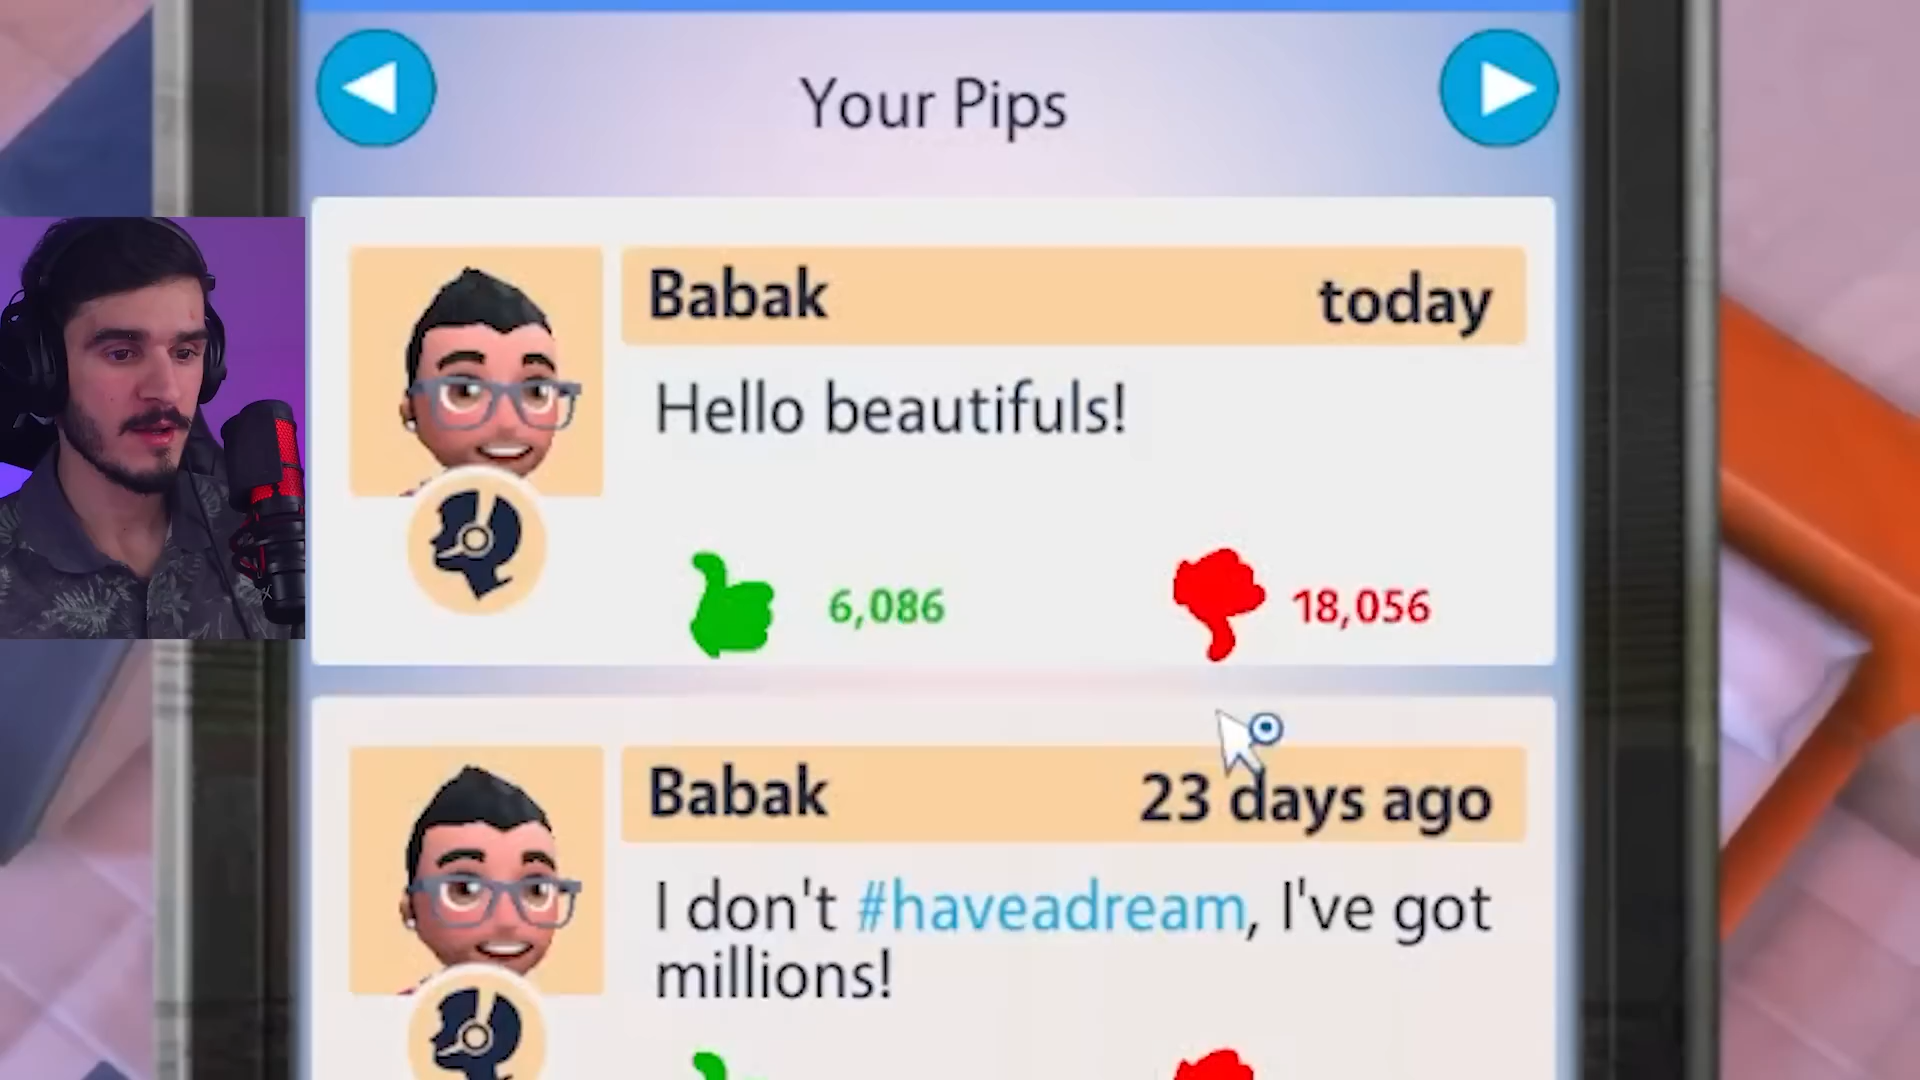 Your Pips
Babak
today
Hello beautifuls!
6,086
18,056
Babak
23 days ago
I don't #haveadream, I've got
millions!